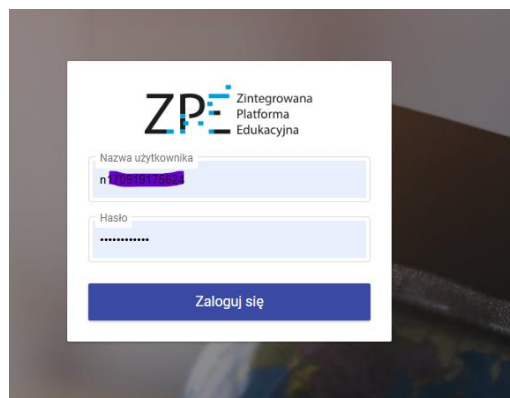 ZPE
Zintegrowana
Platforma
Edukacyjna
Nazwa użytkownika
Hasło
••••••••••••
Zaloguj się